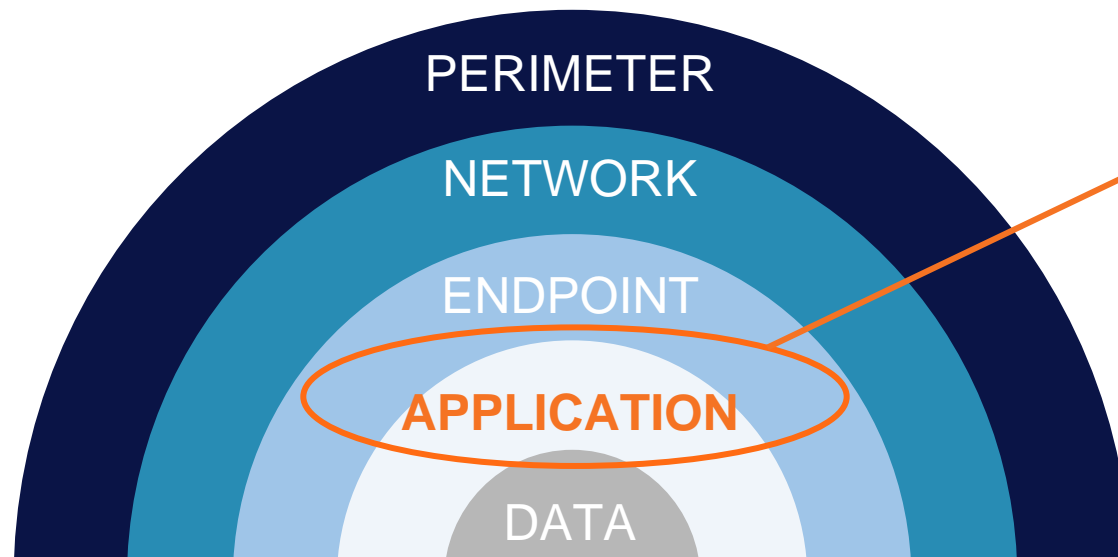 PERIMETER
NETWORK
ENDPOINT
APPLICATION
DATA